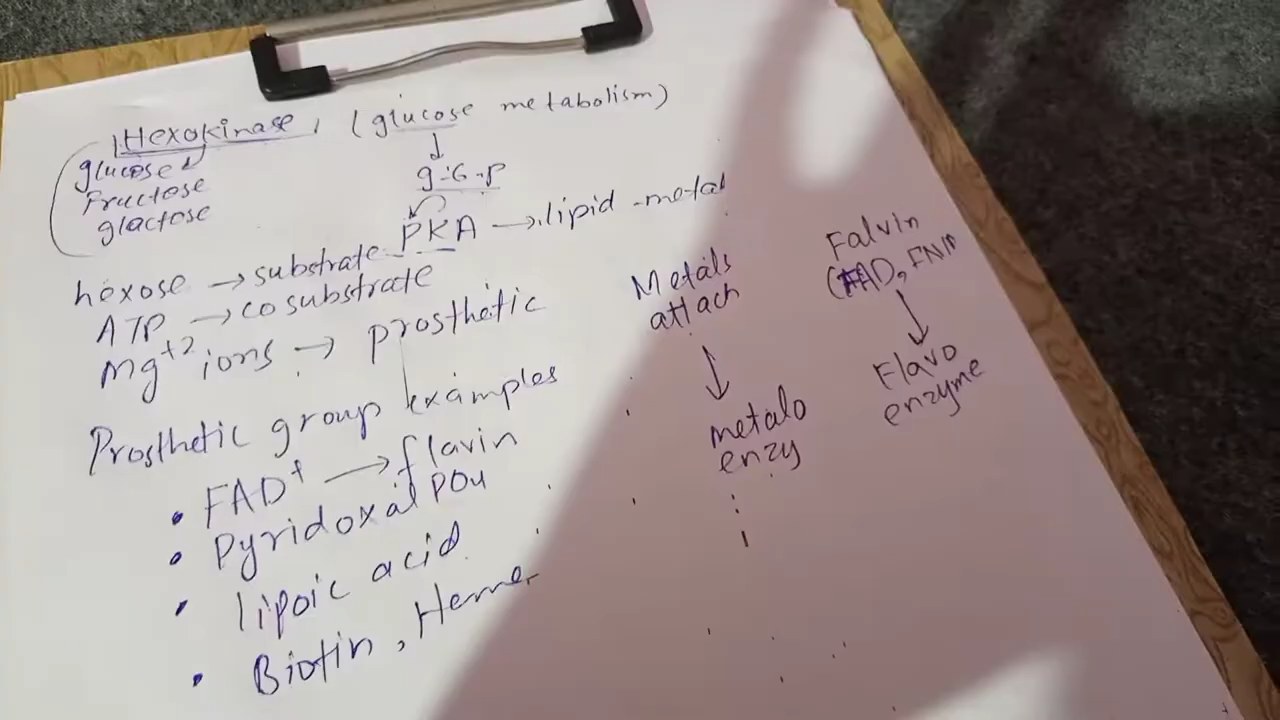 Hexokinase, (glucose metabolism)
glucose
Fructose
glactose
↓
g-6-p
PKA → lipid-metal
hexose → substrate
ATP → cosubstrate
Mg+2 ions → prosthetic
Prosthetic group examples
• FAD+ → flavin
• Pyridoxal PO4
• lipoic acid
• Biotin, Heme
Metals
attach
↓
metalo
enzy
Falvin
(FAD, FMN
↓
Flavo
enzyme